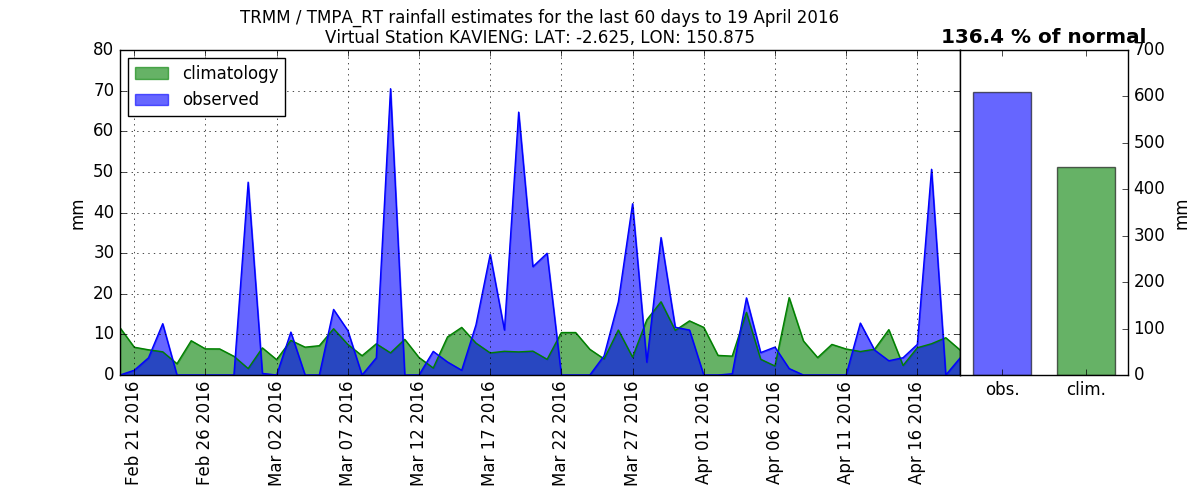 TRMM / TMPA_RT rainfall estimates for the last 60 days to 19 April 2016
Virtual Station KAVIENG: LAT: -2.625, LON: 150.875
136.4 % of normal
climatology
observed
mm
80
70
60
50
40
30
20
10
0
Feb 21 2016
Feb 26 2016
Mar 02 2016
Mar 07 2016
Mar 12 2016
Mar 17 2016
Mar 22 2016
Mar 27 2016
Apr 01 2016
Apr 06 2016
Apr 11 2016
Apr 16 2016
700
600
500
400
300
200
100
0
mm
obs.
clim.